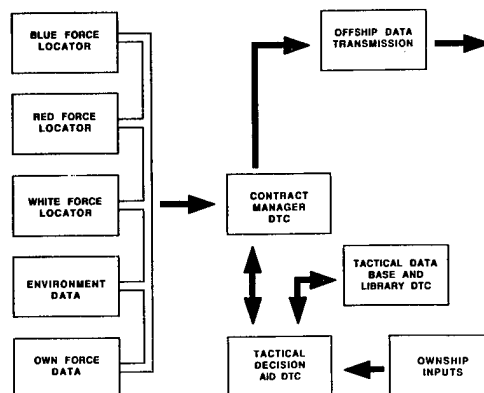 BLUE FORCE
LOCATOR
RED FORCE
LOCATOR
WHITE FORCE
LOCATOR
ENVIRONMENT
DATA
OWN FORCE
DATA
OFFSHIP DATA
TRANSMISSION
CONTRACT
MANAGER
DTC
TACTICAL DATA
BASE AND
LIBRARY DTC
TACTICAL
DECISION
AID DTC
OWNSHIP
INPUTS